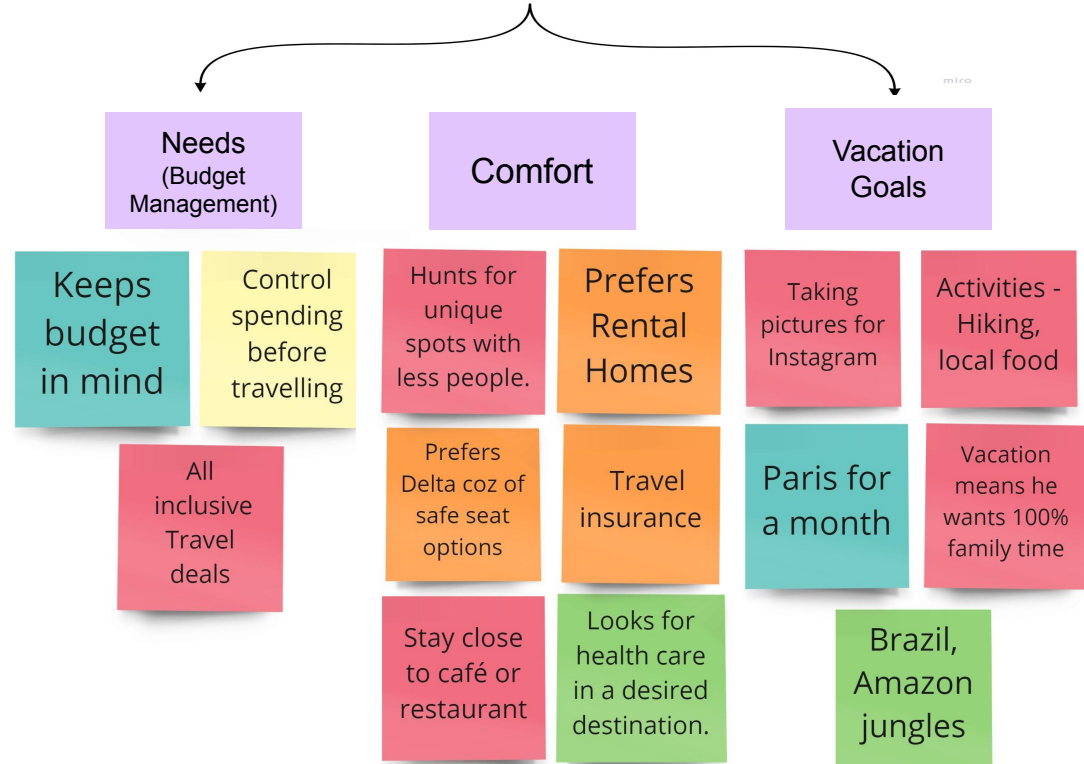 miro
Needs
(Budget
Management)
Comfort
Vacation
Goals
Keeps
budget
in mind
Control
spending
before
travelling
All
inclusive
Travel
deals
Hunts for
unique
spots with
less people.
Prefers
Rental
Homes
Prefers
Delta coz of
safe seat
options
Travel
insurance
Stay close
to café or
restaurant
Looks for
health care
in a desired
destination.
Taking
pictures for
Instagram
Activities -
Hiking,
local food
Paris for
a month
Vacation
means he
wants 100%
family time
Brazil,
Amazon
jungles